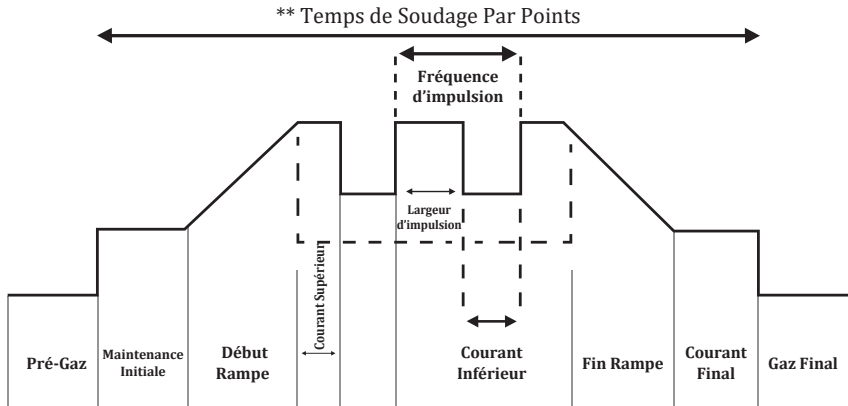 ** Temps de Soudage Par Points
Fréquence
d'impulsion
Largeur
d'impulsion
Courant Supérieur
Pré-Gaz
Maintenance
Initiale
Début
Rampe
Courant
Inférieur
Fin Rampe
Courant
Final
Gaz Final